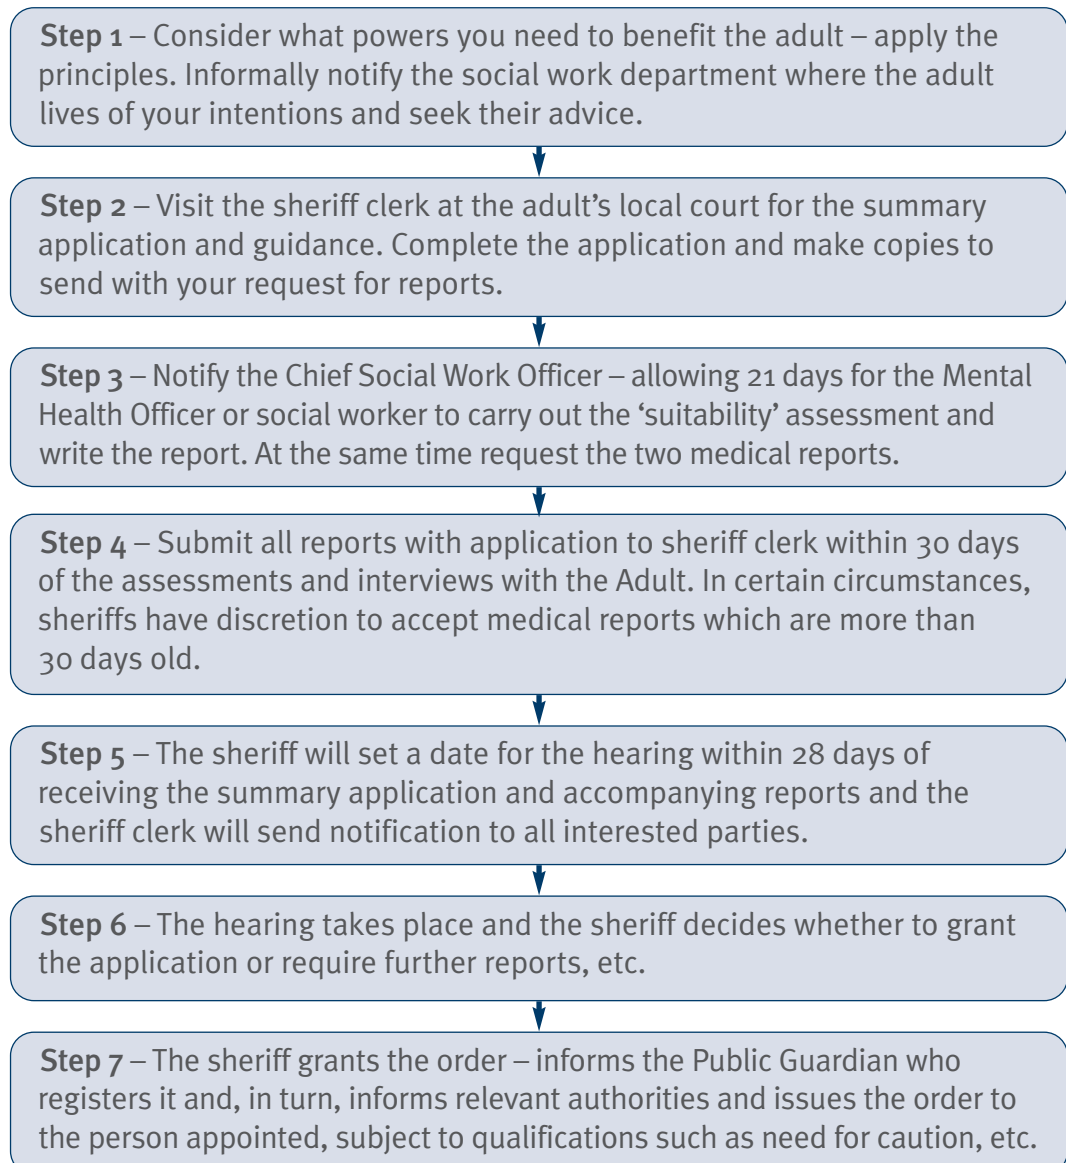 Step 1 – Consider what powers you need to benefit the adult – apply the
principles. Informally notify the social work department where the adult
lives of your intentions and seek their advice.
Step 2 – Visit the sheriff clerk at the adult's local court for the summary
application and guidance. Complete the application and make copies to
send with your request for reports.
Step 3 – Notify the Chief Social Work Officer – allowing 21 days for the Mental
Health Officer or social worker to carry out the 'suitability' assessment and
write the report. At the same time request the two medical reports.
Step 4 – Submit all reports with application to sheriff clerk within 30 days
of the assessments and interviews with the Adult. In certain circumstances,
sheriffs have discretion to accept medical reports which are more than
30 days old.
Step 5 – The sheriff will set a date for the hearing within 28 days of
receiving the summary application and accompanying reports and the
sheriff clerk will send notification to all interested parties.
Step 6 – The hearing takes place and the sheriff decides whether to grant
the application or require further reports, etc.
Step 7 – The sheriff grants the order – informs the Public Guardian who
registers it and, in turn, informs relevant authorities and issues the order to
the person appointed, subject to qualifications such as need for caution, etc.